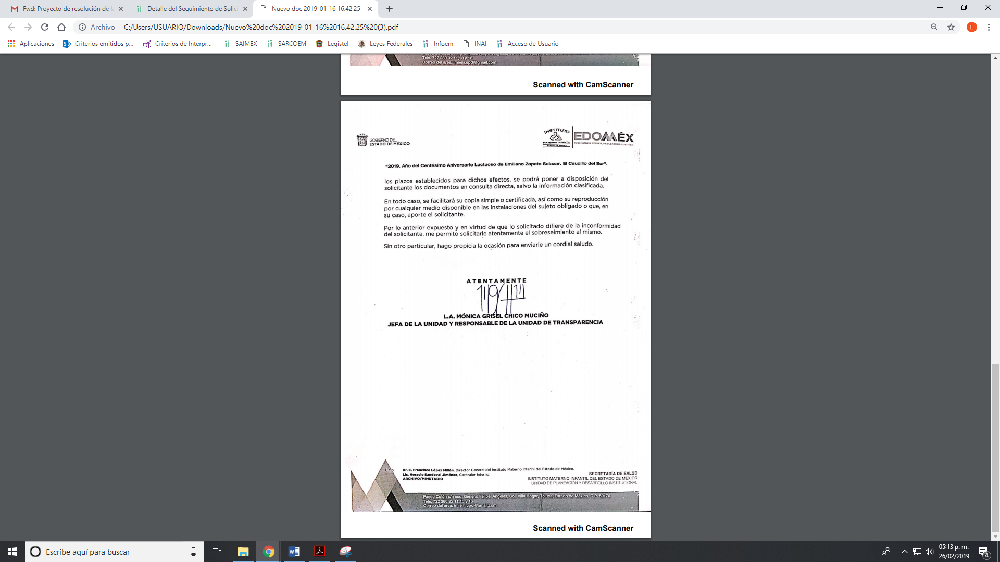 Fwd: Proyecto de resolución de l
Detalle del Seguimiento de Solici
Nuevo doc 2019-01-16 16.42.25
Archivo
C:/Users/USUARIO/Downloads/Nuevo%20doc%202019-01-16%2016.42.25%20(3).pdf
L
Aplicaciones
Criterios emitidos p...
Criterios de Interpr...
SAIMEX
SARCOEM
Legistel
Leyes Federales
Infoem
INAI
Acceso de Usuario
Tels. 722 280 92 11,13 y 16
Correo del área: imiem.updi@gmail.com
Scanned with CamScanner
GOBIERNO DEL
ESTADO DE MÉXICO
INSTITUTO
MATERNO INFANTIL
ESTADO DE MÉXICO
EDOMÉX
DECISIONES FIRMES, RESULTADOS FUERTES
"2019. Año del Centésimo Aniversario Luctuoso de Emiliano Zapata Salazar. El Caudillo del Sur".
los plazos establecidos para dichos efectos, se podrá poner a disposición del
solicitante los documentos en consulta directa, salvo la información clasificada.
En todo caso, se facilitará su copia simple o certificada, así como su reproducción
por cualquier medio disponible en las instalaciones del sujeto obligado o que, en
su caso, aporte el solicitante.
Por lo anterior expuesto y en virtud de que lo solicitado difiere de la inconformidad
del solicitante, me permito solicitarle atentamente el sobreseimiento al mismo.
Sin otro particular, hago propicia la ocasión para enviarle un cordial saludo.
ATENTAMENTE
L.A. MÓNICA GRISEL CHICO MUCIÑO
JEFA DE LA UNIDAD Y RESPONSABLE DE LA UNIDAD DE TRANSPARENCIA
C.c.p. Dr. E. Francisco López Millán, Director General del Instituto Materno Infantil del Estado de México.
Lic. Horacio Sandoval Jiménez, Contralor Interno.
ARCHIVO/MINUTARIO
SECRETARÍA DE SALUD
INSTITUTO MATERNO INFANTIL DEL ESTADO DE MÉXICO
UNIDAD DE PLANEACIÓN Y DESARROLLO INSTITUCIONAL
Paseo Colón s/n esq. General Felipe Ángeles, Col. Villa Hogar, Toluca, Estado de México, C.P. 50170.
Tels. 722 280 92 11,13 y 16
Correo del área: imiem.updi@gmail.com
Scanned with CamScanner
Escribe aquí para buscar
05:13 p. m.
26/02/2019
4